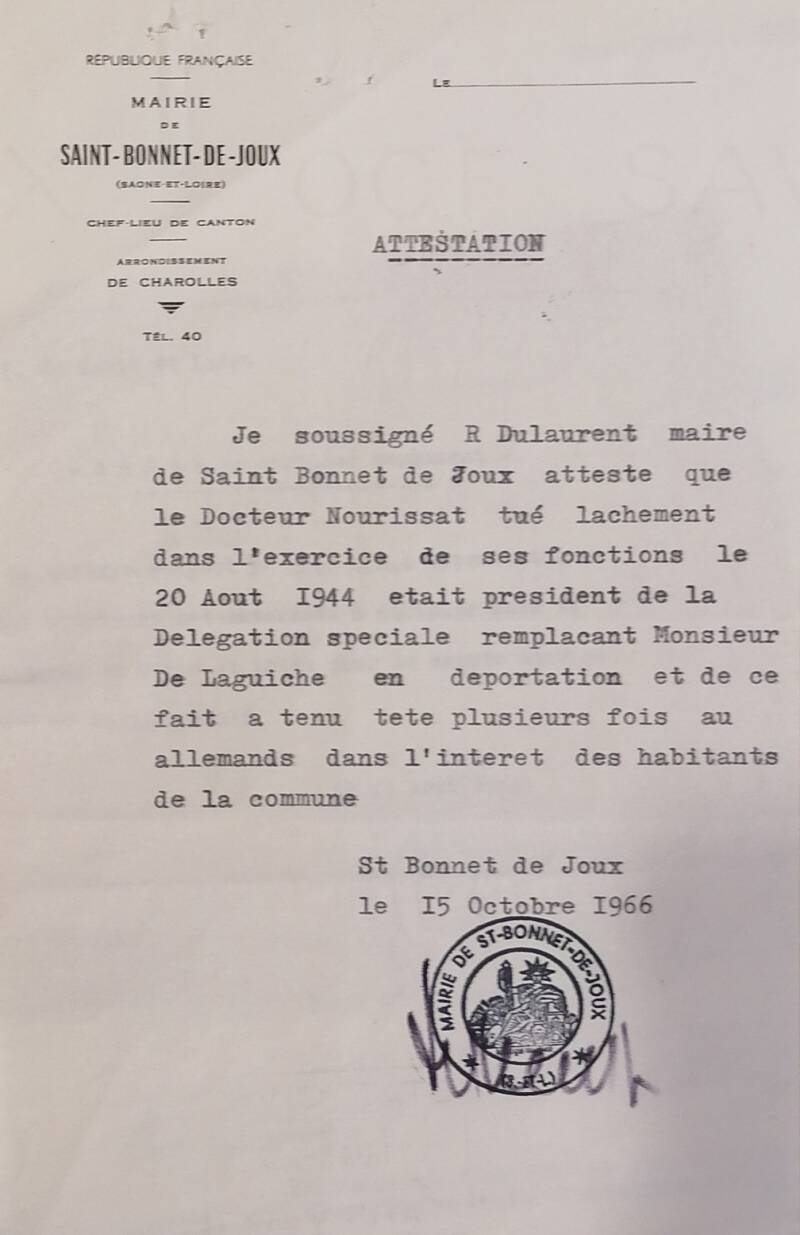 RÉPUBLIQUE FRANÇAISE
MAIRIE
DE
SAINT-BONNET-DE-JOUX
(SAONE-ET-LOIRE)
CHEF-LIEU DE CANTON
ARRONDISSEMENT
DE CHAROLLES
TÉL. 40
LE
ATTESTATION
Je soussigné R Dulaurent maire
de Saint Bonnet de Joux atteste que
le Docteur Nourissat tué lachement
dans l'exercice de ses fonctions le
20 Aout I944 etait president de la
Delegation speciale remplacant Monsieur
De Laguiche en deportation et de ce
fait a tenu tete plusieurs fois au
allemands dans l'interet des habitants
de la commune
St Bonnet de Joux
le I5 Octobre I966
MAIRIE DE ST-BONNET-DE-JOUX
(S.-ET-L.)